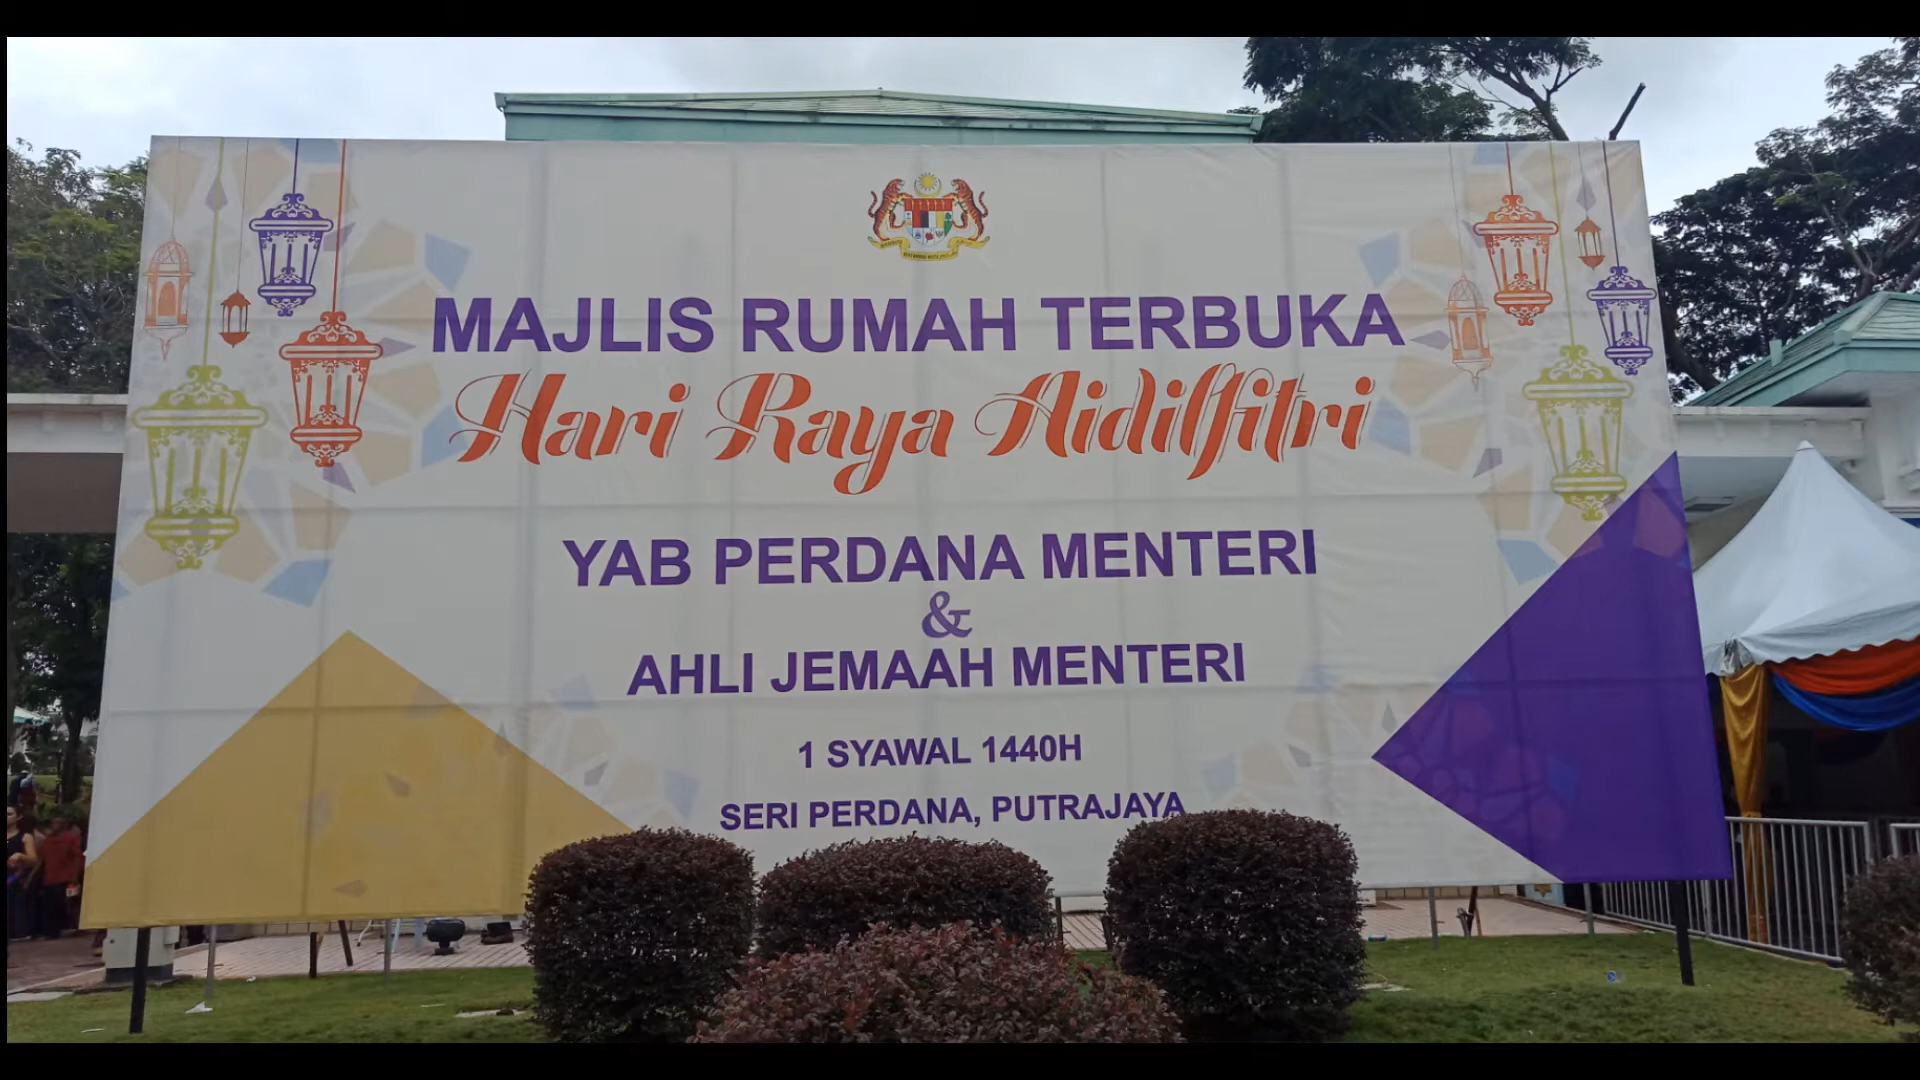 MAJLIS RUMAH TERBUKA
Hari Raya Aidilfitri
YAB PERDANA MENTERI
&
AHLI JEMAAH MENTERI
1 SYAWAL 1440H
SERI PERDANA, PUTRAJAYA